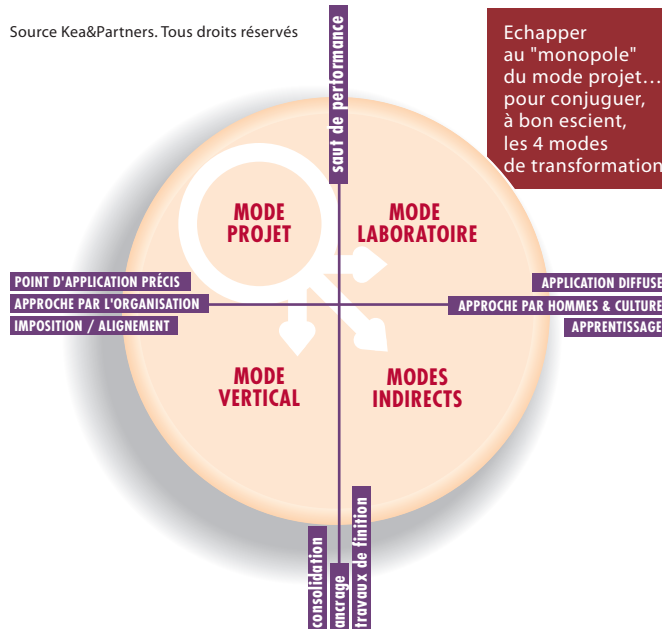 Source Kea&Partners. Tous droits réservés
Echapper
au "monopole"
du mode projet…
pour conjuguer,
à bon escient,
les 4 modes
de transformation
saut de performance
MODE
PROJET
MODE
LABORATOIRE
POINT D'APPLICATION PRÉCIS
APPROCHE PAR L'ORGANISATION
IMPOSITION / ALIGNEMENT
APPLICATION DIFFUSE
APPROCHE PAR HOMMES & CULTURE
APPRENTISSAGE
MODE
VERTICAL
MODES
INDIRECTS
consolidation
ancrage
travaux de finition